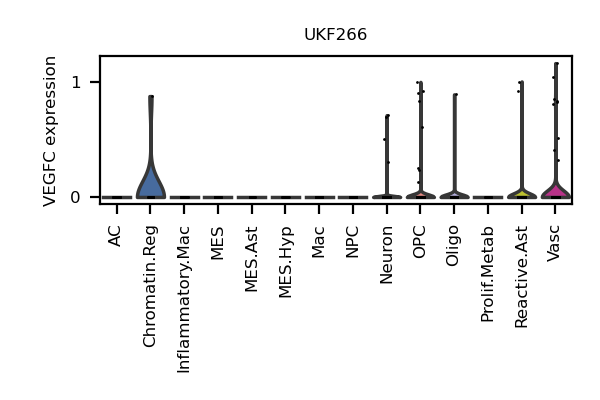 UKF266
VEGFC expression
1
0
AC
Chromatin.Reg
Inflammatory.Mac
MES
MES.Ast
MES.Hyp
Mac
NPC
Neuron
OPC
Oligo
Prolif.Metab
Reactive.Ast
Vasc